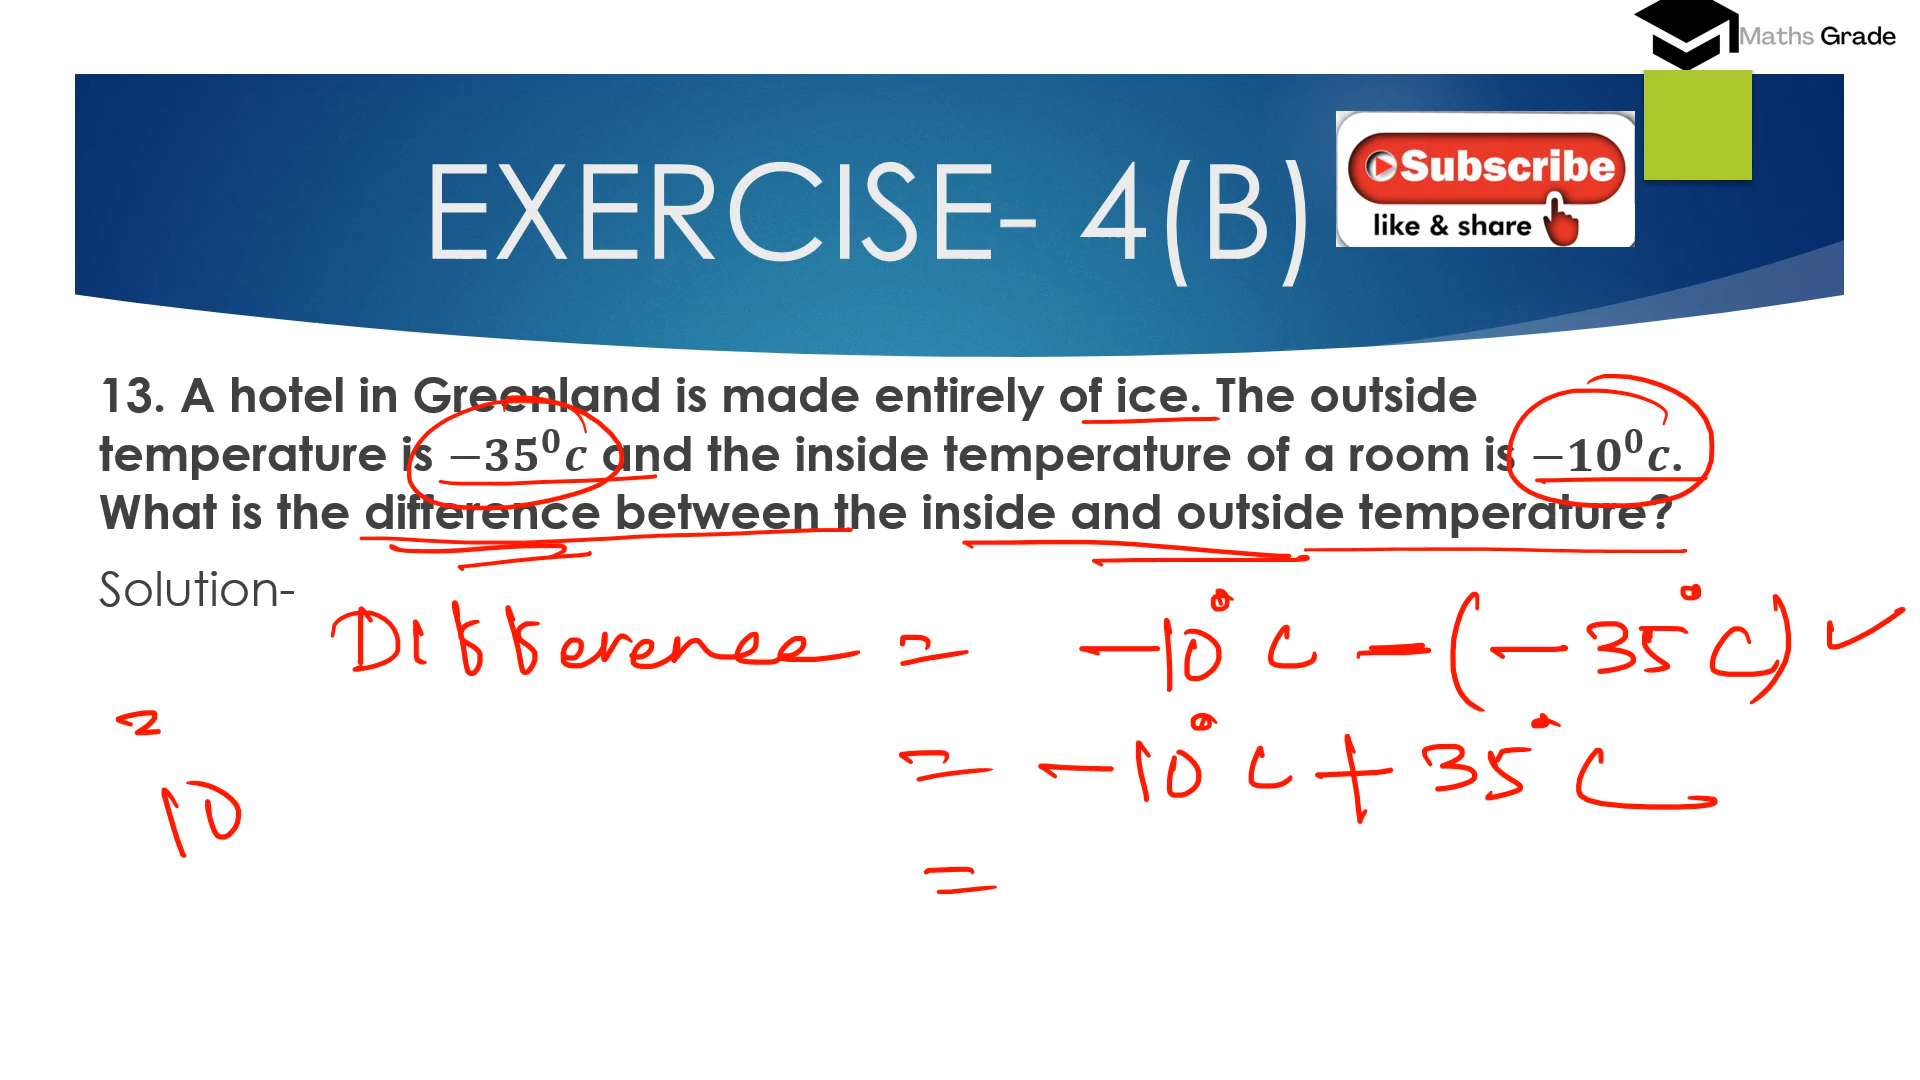 Maths Grade
EXERCISE- 4(B)
Subscribe
like & share
13. A hotel in Greenland is made entirely of ice. The outside
temperature is −35⁰c and the inside temperature of a room is −10⁰c.
What is the difference between the inside and outside temperature?
Solution-
Difference = −10°C − (−35°C) ✓
= −10°C + 35°C
10
=